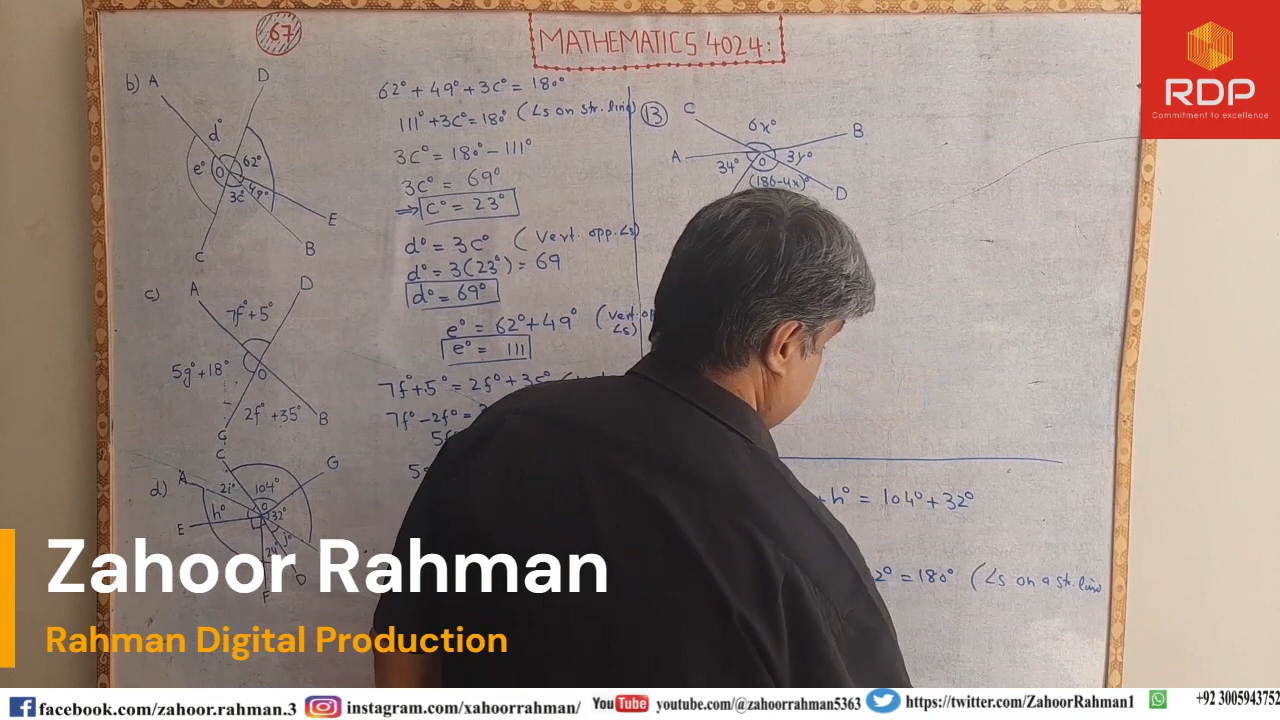 67
MATHEMATICS 4024:
RDP
Commitment to excellence
b) A
D
d°
e°
O
62°
3c°
49°
E
B
C
62° + 49° + 3c° = 180°
111° + 3c° = 180° (∠s on str. line)
3c° = 180° - 111°
3c° = 69°
⇒ c° = 23°
d° = 3c° (Vert. opp. ∠s)
d° = 3(23°) = 69
d° = 69°
e° = 62° + 49° (Vert. op
∠s)
e° = 111
c) A
D
7f° + 5°
5g° + 18°
O
2f° + 35°
B
C
7f° + 5° = 2f° + 35°
7f° - 2f° =
d) A
C
G
2i°
104°
h°
O
32°
E
24°
j°
D
F
13
C
6x°
B
A
34°
O
3y°
(186-4x)°
D
+ h° = 104° + 32°
2° = 180° (∠s on a str. line
Zahoor Rahman
Rahman Digital Production
facebook.com/zahoor.rahman.3
instagram.com/xahoorrahman/
YouTube youtube.com/@zahoorrahman5363
https://twitter.com/ZahoorRahman1
+92 3005943752